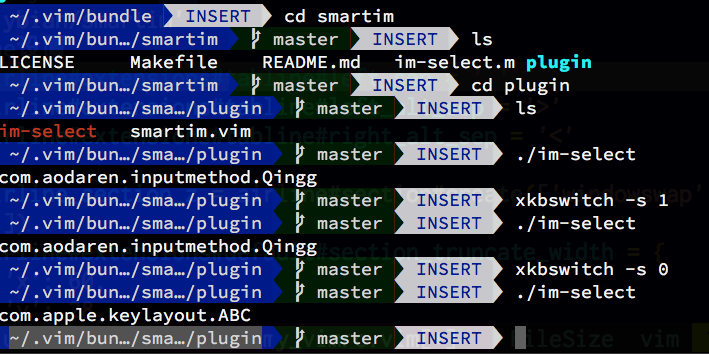 ~/.vim/bundle INSERT cd smartim
~/.vim/bun…/smartim master INSERT ls
LICENSE Makefile README.md im-select.m plugin
~/.vim/bun…/smartim master INSERT cd plugin
~/.vim/bun…/sma…/plugin master INSERT ls
im-select smartim.vim
~/.vim/bun…/sma…/plugin master INSERT ./im-select
com.aodaren.inputmethod.Qingg
~/.vim/bun…/sma…/plugin master INSERT xkbswitch -s 1
~/.vim/bun…/sma…/plugin master INSERT ./im-select
com.aodaren.inputmethod.Qingg
~/.vim/bun…/sma…/plugin master INSERT xkbswitch -s 0
~/.vim/bun…/sma…/plugin master INSERT ./im-select
com.apple.keylayout.ABC
~/.vim/bun…/sma…/plugin master INSERT